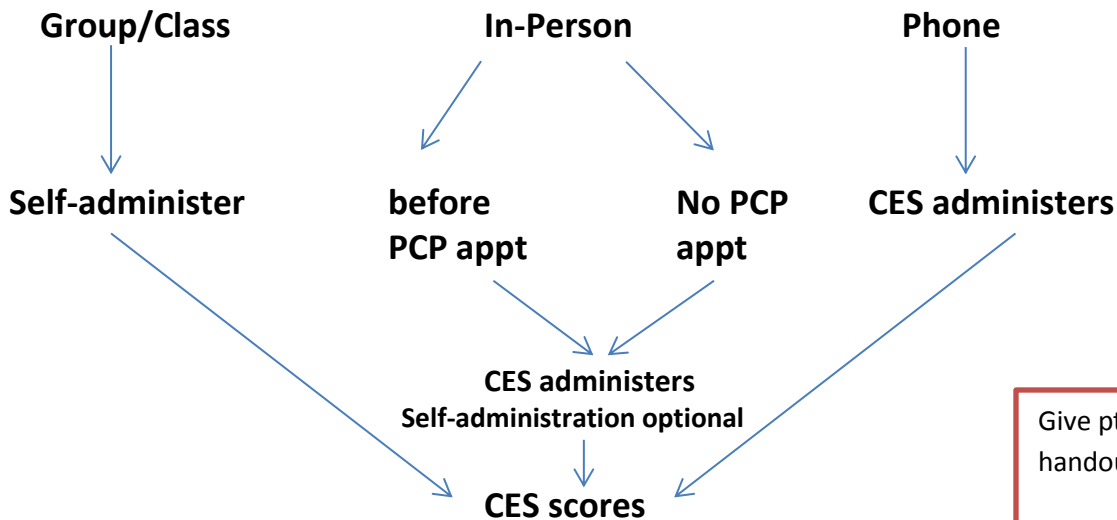 Group/Class In-Person Phone
Self-administer before PCP appt No PCP appt CES administers
CES administers
Self-administration optional
Give pt
CES scores